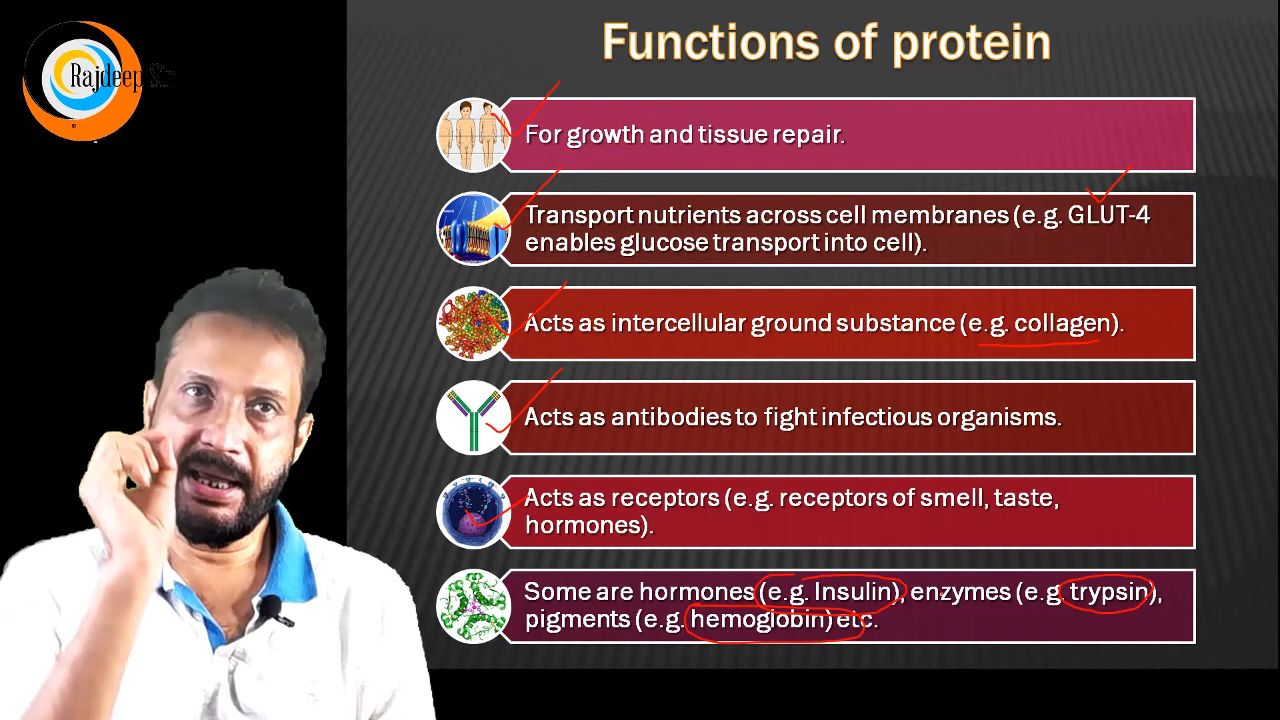 Rajdeep Sir
Functions of protein
For growth and tissue repair.
Transport nutrients across cell membranes (e.g. GLUT-4
enables glucose transport into cell).
Acts as intercellular ground substance (e.g. collagen).
Acts as antibodies to fight infectious organisms.
Acts as receptors (e.g. receptors of smell, taste,
hormones).
Some are hormones (e.g. Insulin), enzymes (e.g. trypsin),
pigments (e.g. hemoglobin) etc.